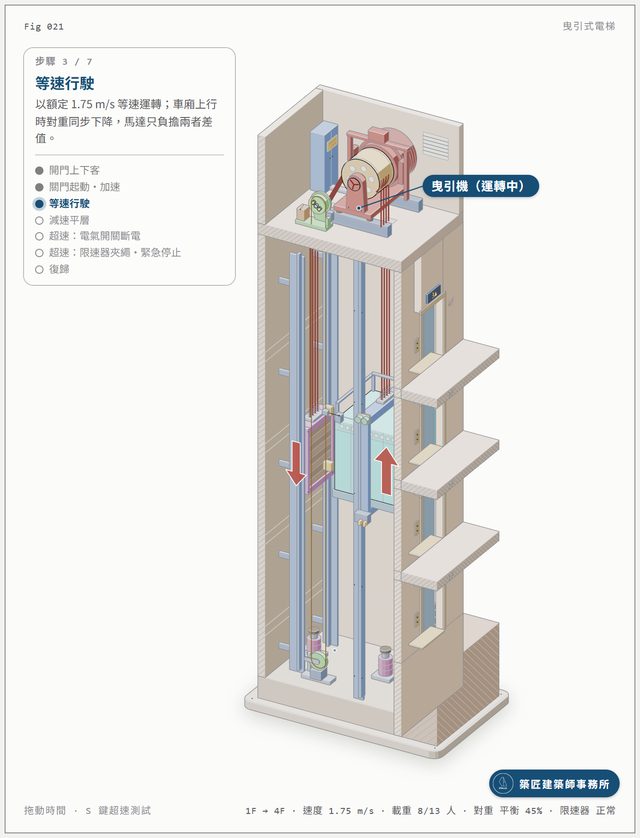 Fig 021
曳引式電梯
步驟 3 / 7
等速行駛
以額定 1.75 m/s 等速運轉；車廂上行
時對重同步下降，馬達只負擔兩者差
值。
開門上下客
關門起動・加速
等速行駛
減速平層
超速：電氣開關斷電
超速：限速器夾繩・緊急停止
復歸
曳引機（運轉中）
築匠建築師事務所
拖動時間 · S 鍵超速測試
1F → 4F · 速度 1.75 m/s · 載重 8/13 人 · 對重 平衡 45% · 限速器 正常